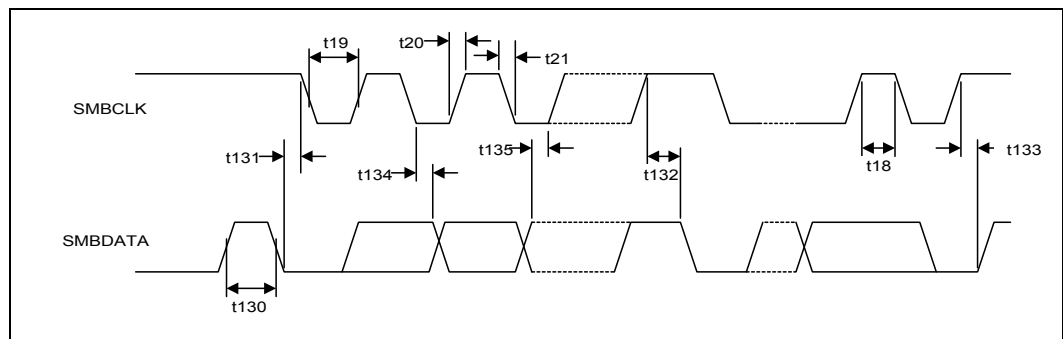 t19
t20
t21
SMBCLK
t131
t135
t133
t134
t132
t18
SMBDATA
t130